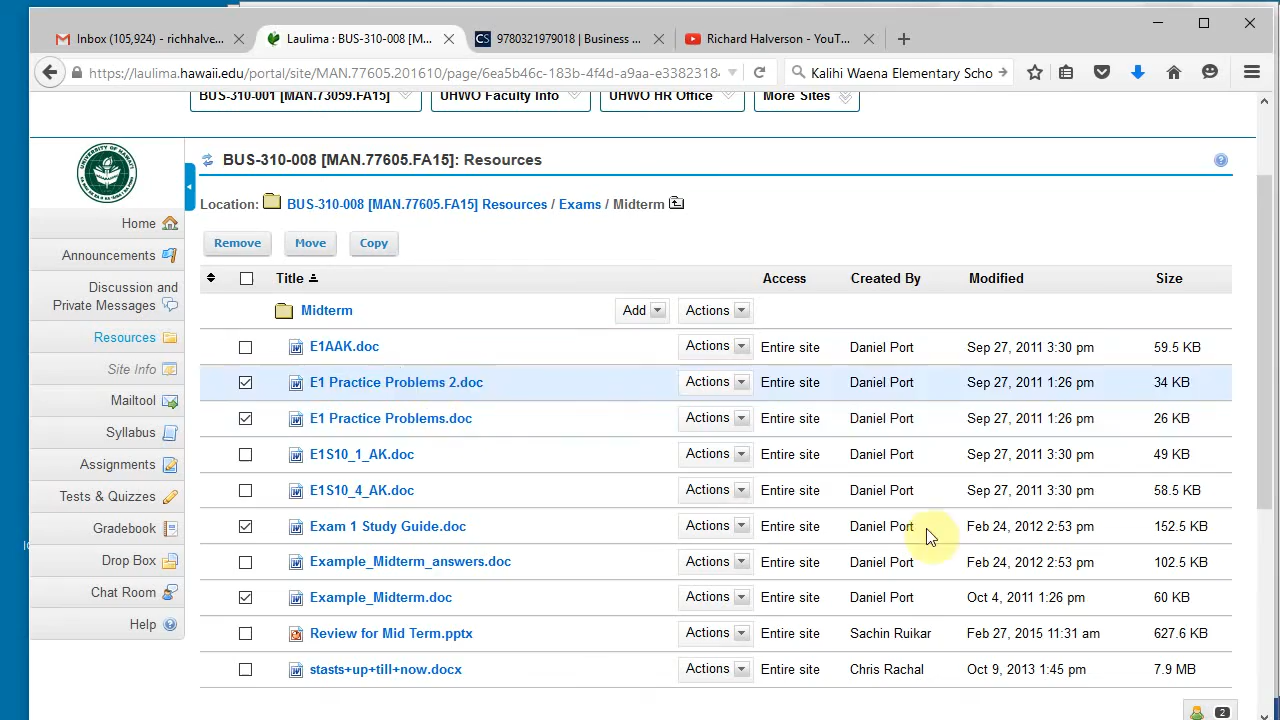 Inbox (105,924) - richhalve...
Laulima : BUS-310-008 [M...
CS 9780321979018 | Business ...
Richard Halverson - YouT...
https://laulima.hawaii.edu/portal/site/MAN.77605.201610/page/6ea5b46c-183b-4f4d-a9aa-e3382318
Kalihi Waena Elementary Scho
BUS-310-001 [MAN.73059.FA15]
UHWO Faculty Info
UHWO HR Office
More Sites
BUS-310-008 [MAN.77605.FA15]: Resources
Location: BUS-310-008 [MAN.77605.FA15] Resources / Exams / Midterm
Remove Move Copy
Home
Announcements
Discussion and
Private Messages
Resources
Site Info
Mailtool
Syllabus
Assignments
Tests & Quizzes
Gradebook
Drop Box
Chat Room
Help
Title Access Created By Modified Size
Midterm Add Actions
E1AAK.doc Actions Entire site Daniel Port Sep 27, 2011 3:30 pm 59.5 KB
E1 Practice Problems 2.doc Actions Entire site Daniel Port Sep 27, 2011 1:26 pm 34 KB
E1 Practice Problems.doc Actions Entire site Daniel Port Sep 27, 2011 1:26 pm 26 KB
E1S10_1_AK.doc Actions Entire site Daniel Port Sep 27, 2011 3:30 pm 49 KB
E1S10_4_AK.doc Actions Entire site Daniel Port Sep 27, 2011 3:30 pm 58.5 KB
Exam 1 Study Guide.doc Actions Entire site Daniel Port Feb 24, 2012 2:53 pm 152.5 KB
Example_Midterm_answers.doc Actions Entire site Daniel Port Feb 24, 2012 2:53 pm 102.5 KB
Example_Midterm.doc Actions Entire site Daniel Port Oct 4, 2011 1:26 pm 60 KB
Review for Mid Term.pptx Actions Entire site Sachin Ruikar Feb 27, 2015 11:31 am 627.6 KB
stasts+up+till+now.docx Actions Entire site Chris Rachal Oct 9, 2013 1:45 pm 7.9 MB
2